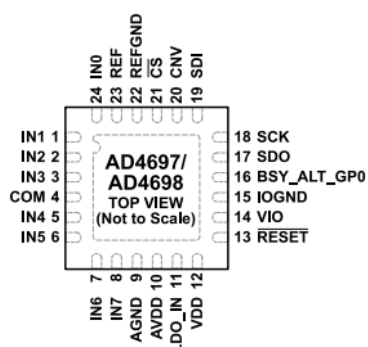 24 IN0
23 REF
22 REFGND
21 CS
20 CNV
19 SDI
IN1 1
IN2 2
IN3 3
COM 4
IN4 5
IN5 6
AD4697/
AD4698
TOP VIEW
(Not to Scale)
18 SCK
17 SDO
16 BSY_ALT_GP0
15 IOGND
14 VIO
13 RESET
IN6 7
IN7 8
AGND 9
AVDD 10
LDO_IN 11
VDD 12